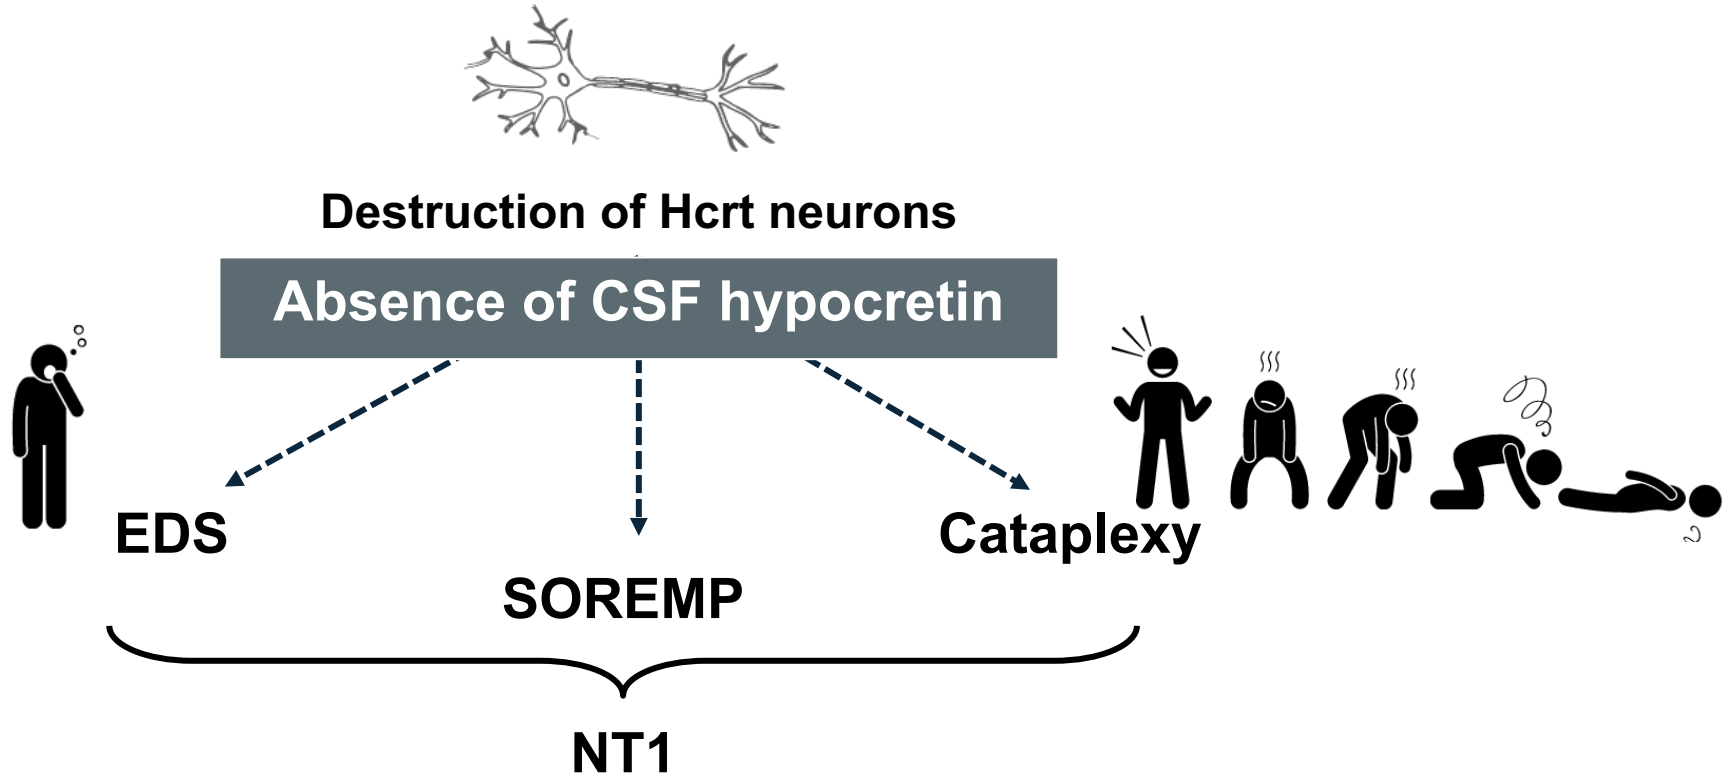 Destruction of Hcrt neurons
Absence of CSF hypocretin
EDS
Cataplexy
SOREMP
NT1